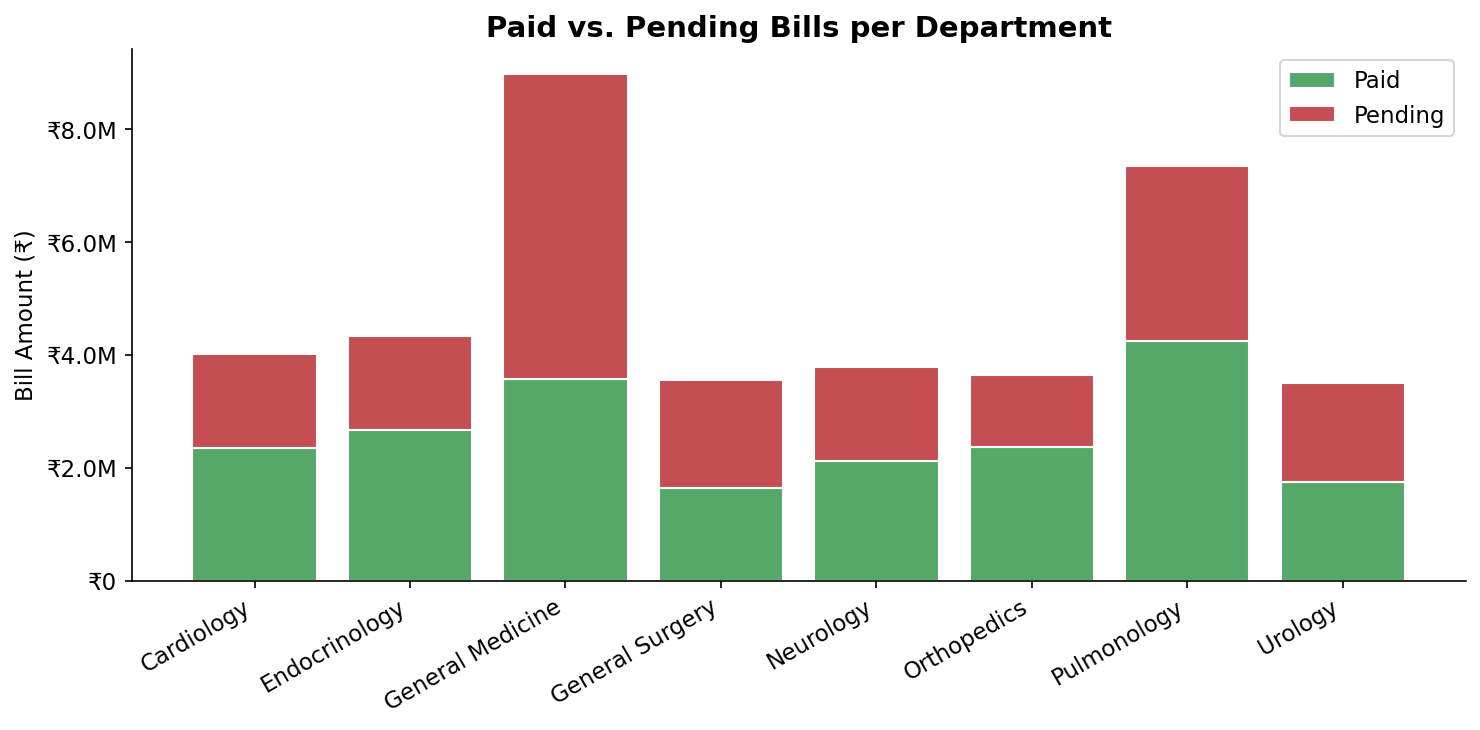 Paid vs. Pending Bills per Department
Paid
Pending
Bill Amount (₹)
₹8.0M
₹6.0M
₹4.0M
₹2.0M
₹0
Cardiology
Endocrinology
General Medicine
General Surgery
Neurology
Orthopedics
Pulmonology
Urology